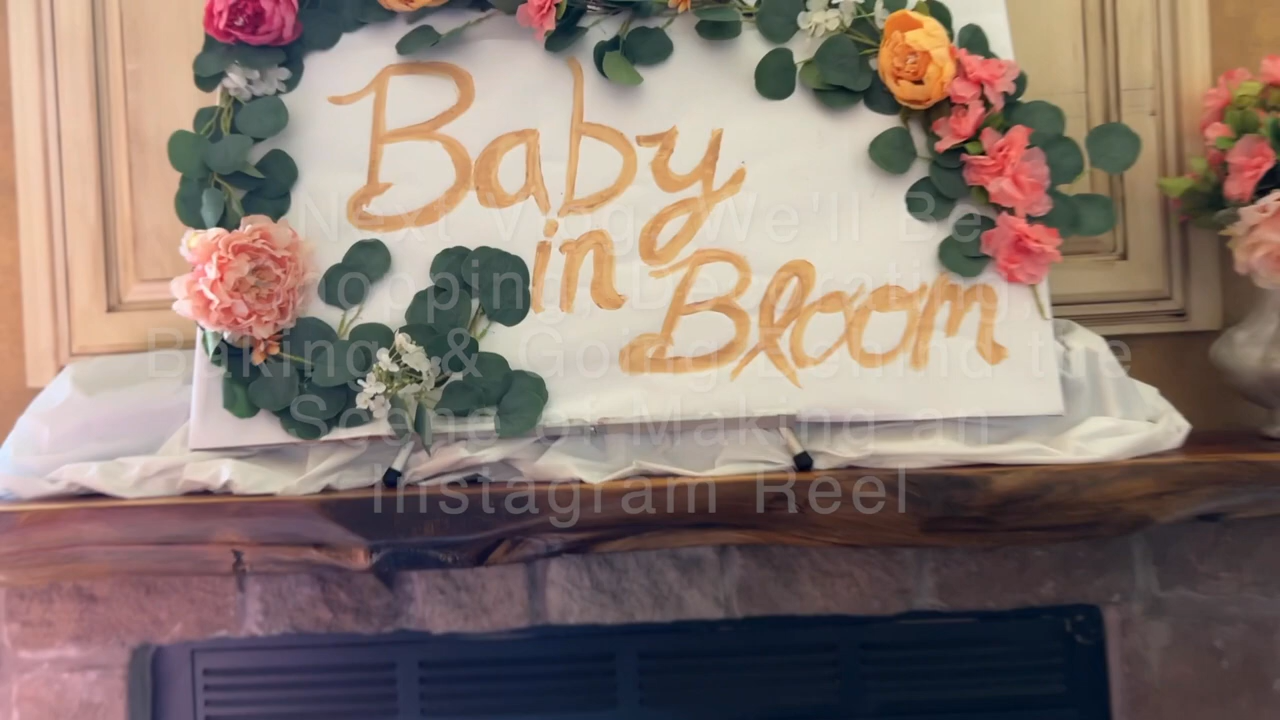 Baby
in
Bloom
Next Vlog We'll Be
Shopping, Decorating,
Baking & Going Behind the
Scene of Making an
Instagram Reel